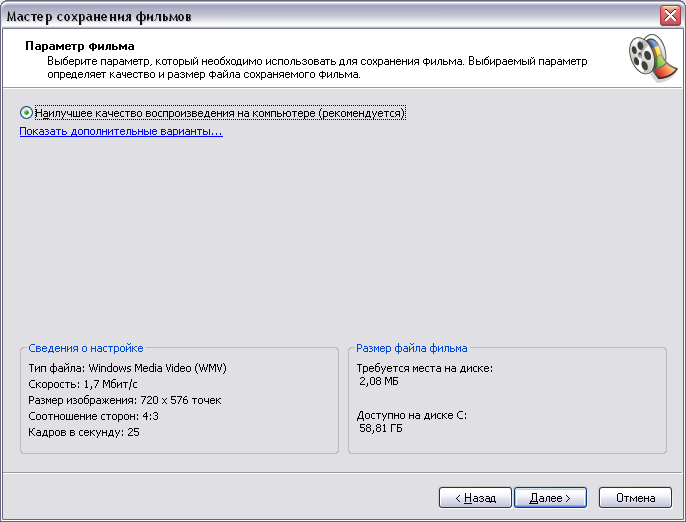 Мастер сохранения фильмов
Параметр фильма
Выберите параметр, который необходимо использовать для сохранения фильма. Выбираемый параметр
определяет качество и размер файла сохраняемого фильма.
Наилучшее качество воспроизведения на компьютере (рекомендуется)
Показать дополнительные варианты...
Сведения о настройке
Тип файла: Windows Media Video (WMV)
Скорость: 1,7 Мбит/с
Размер изображения: 720 x 576 точек
Соотношение сторон: 4:3
Кадров в секунду: 25
Размер файла фильма
Требуется места на диске:
2,08 МБ
Доступно на диске C:
58,81 ГБ
< Назад
Далее >
Отмена